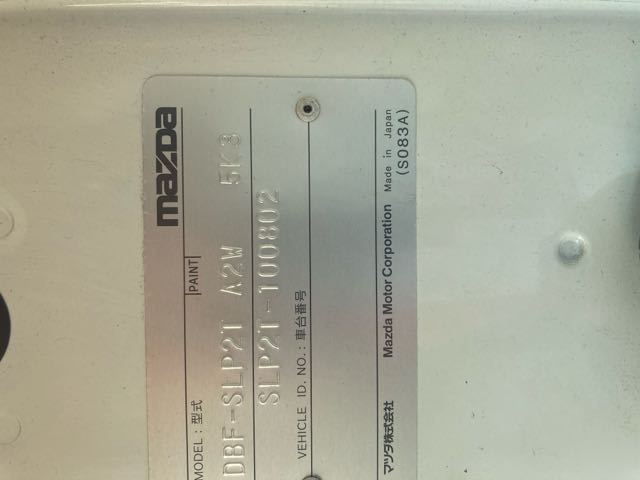 mazda
MODEL : 型式 PAINT
DBF-SLP2T A2W 5K3
SLP2T-100802
VEHICLE ID. NO. : 車台番号
マツダ株式会社 Mazda Motor Corporation Made in Japan
(S083A)